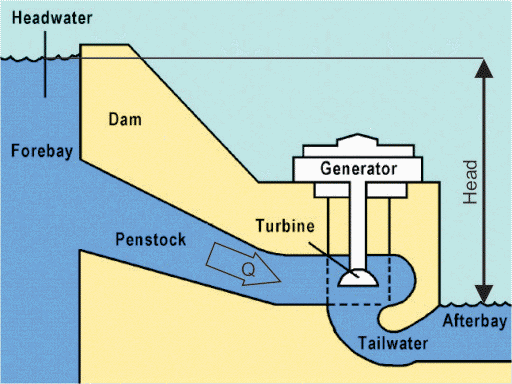 Headwater
Dam
Forebay
Generator
Head
Turbine
Penstock
Q
Afterbay
Tailwater